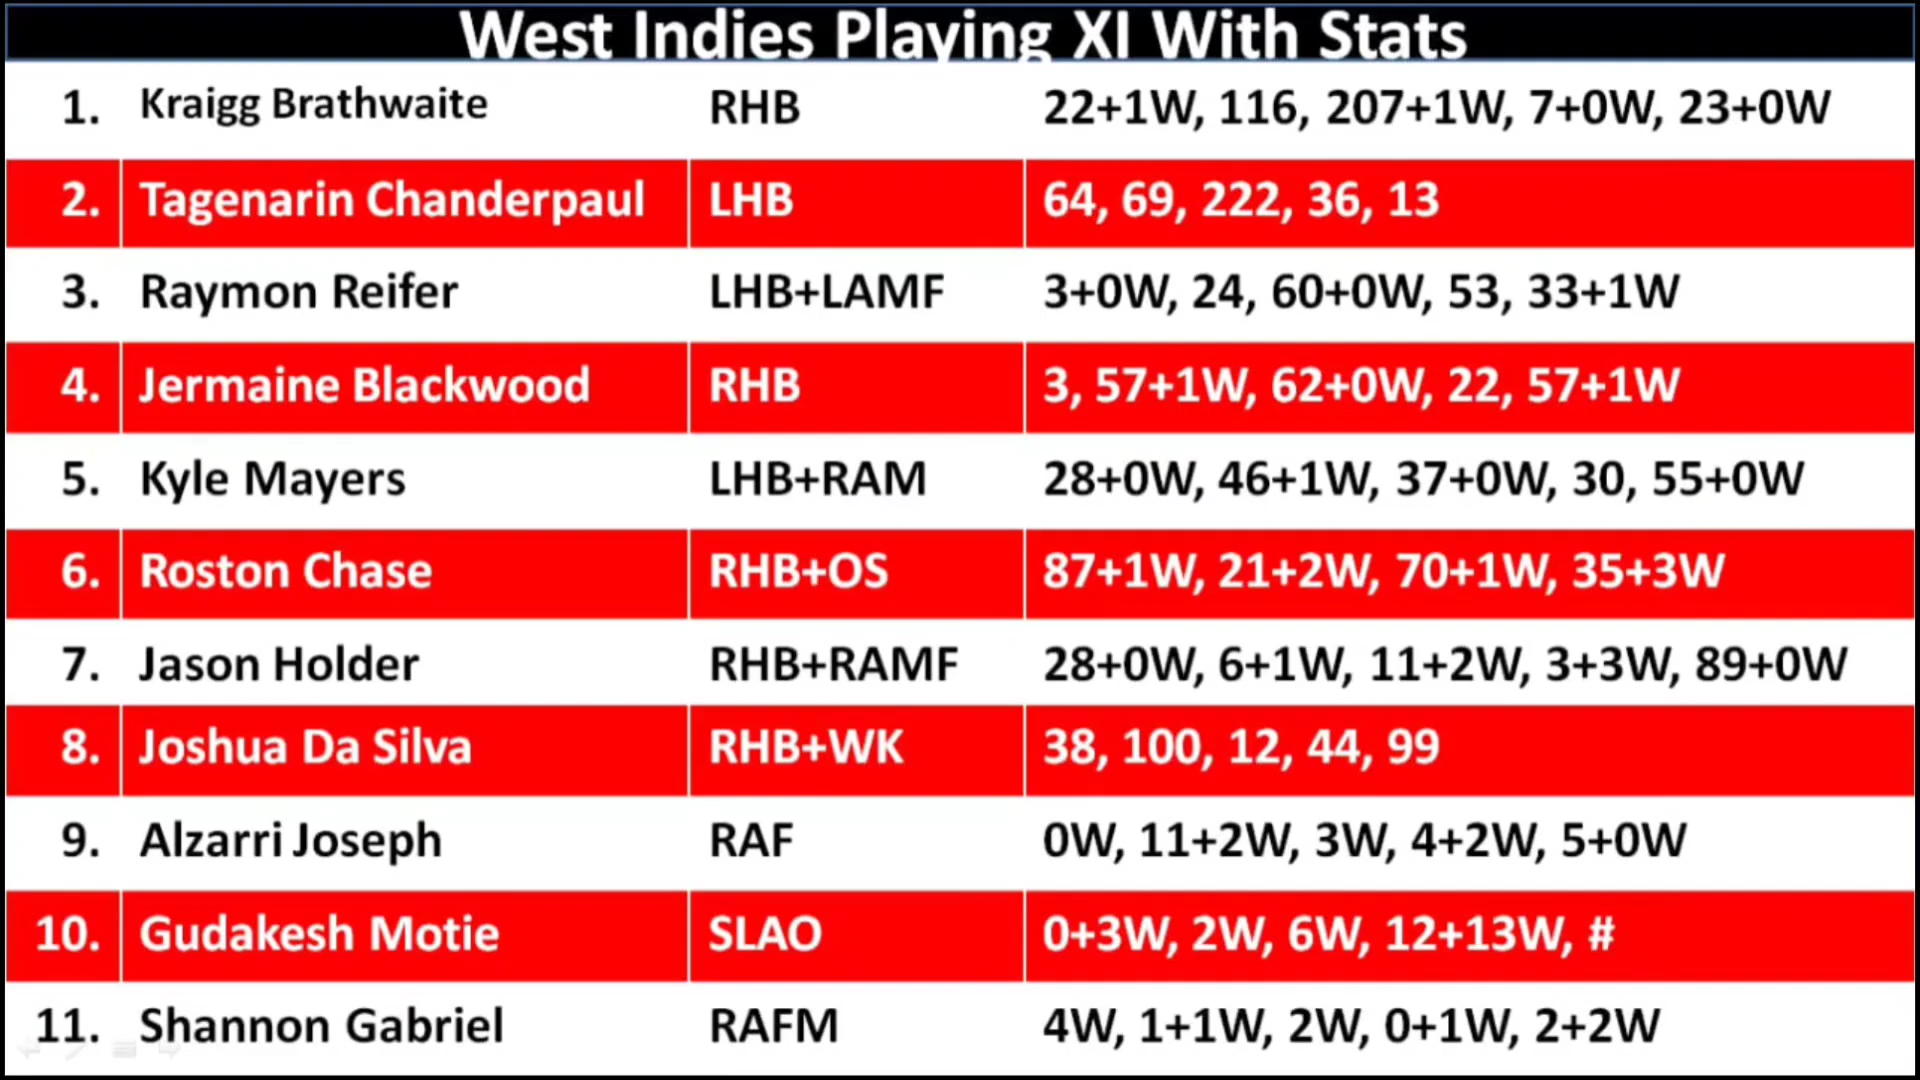 West Indies Playing XI With Stats
1. Kraigg Brathwaite RHB 22+1W, 116, 207+1W, 7+0W, 23+0W
2. Tagenarin Chanderpaul LHB 64, 69, 222, 36, 13
3. Raymon Reifer LHB+LAMF 3+0W, 24, 60+0W, 53, 33+1W
4. Jermaine Blackwood RHB 3, 57+1W, 62+0W, 22, 57+1W
5. Kyle Mayers LHB+RAM 28+0W, 46+1W, 37+0W, 30, 55+0W
6. Roston Chase RHB+OS 87+1W, 21+2W, 70+1W, 35+3W
7. Jason Holder RHB+RAMF 28+0W, 6+1W, 11+2W, 3+3W, 89+0W
8. Joshua Da Silva RHB+WK 38, 100, 12, 44, 99
9. Alzarri Joseph RAF 0W, 11+2W, 3W, 4+2W, 5+0W
10. Gudakesh Motie SLAO 0+3W, 2W, 6W, 12+13W, #
11. Shannon Gabriel RAFM 4W, 1+1W, 2W, 0+1W, 2+2W